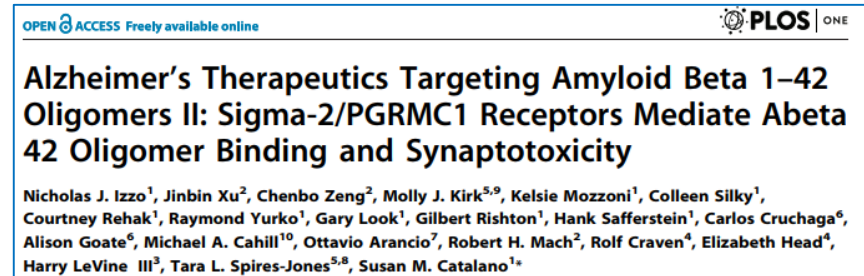 OPEN ACCESS Freely available online
PLOS ONE
Alzheimer's Therapeutics Targeting Amyloid Beta 1–42
Oligomers II: Sigma-2/PGRMC1 Receptors Mediate Abeta
42 Oligomer Binding and Synaptotoxicity
Nicholas J. Izzo1, Jinbin Xu2, Chenbo Zeng2, Molly J. Kirk5,9, Kelsie Mozzoni1, Colleen Silky1,
Courtney Rehak1, Raymond Yurko1, Gary Look1, Gilbert Rishton1, Hank Safferstein1, Carlos Cruchaga6,
Alison Goate6, Michael A. Cahill10, Ottavio Arancio7, Robert H. Mach2, Rolf Craven4, Elizabeth Head4,
Harry LeVine III3, Tara L. Spires-Jones5,8, Susan M. Catalano1*